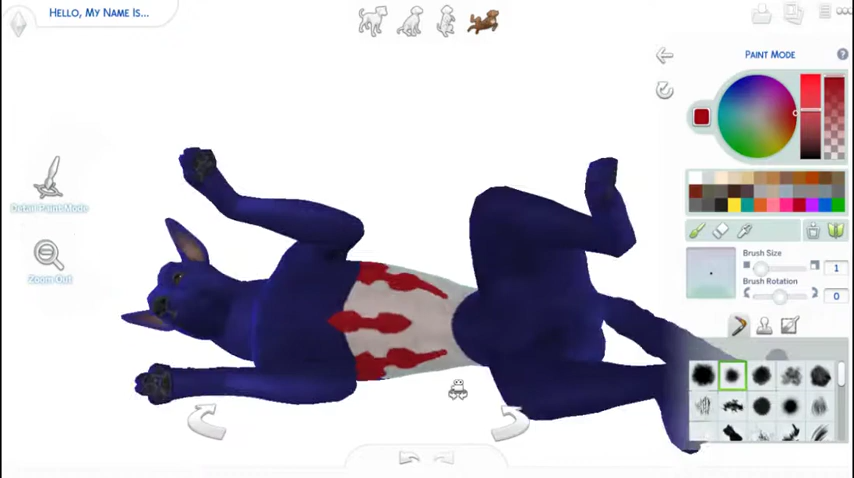 Hello, My Name Is...
Paint Mode
?
Detail Paint Mode
Zoom Out
Brush Size
1
Brush Rotation
0